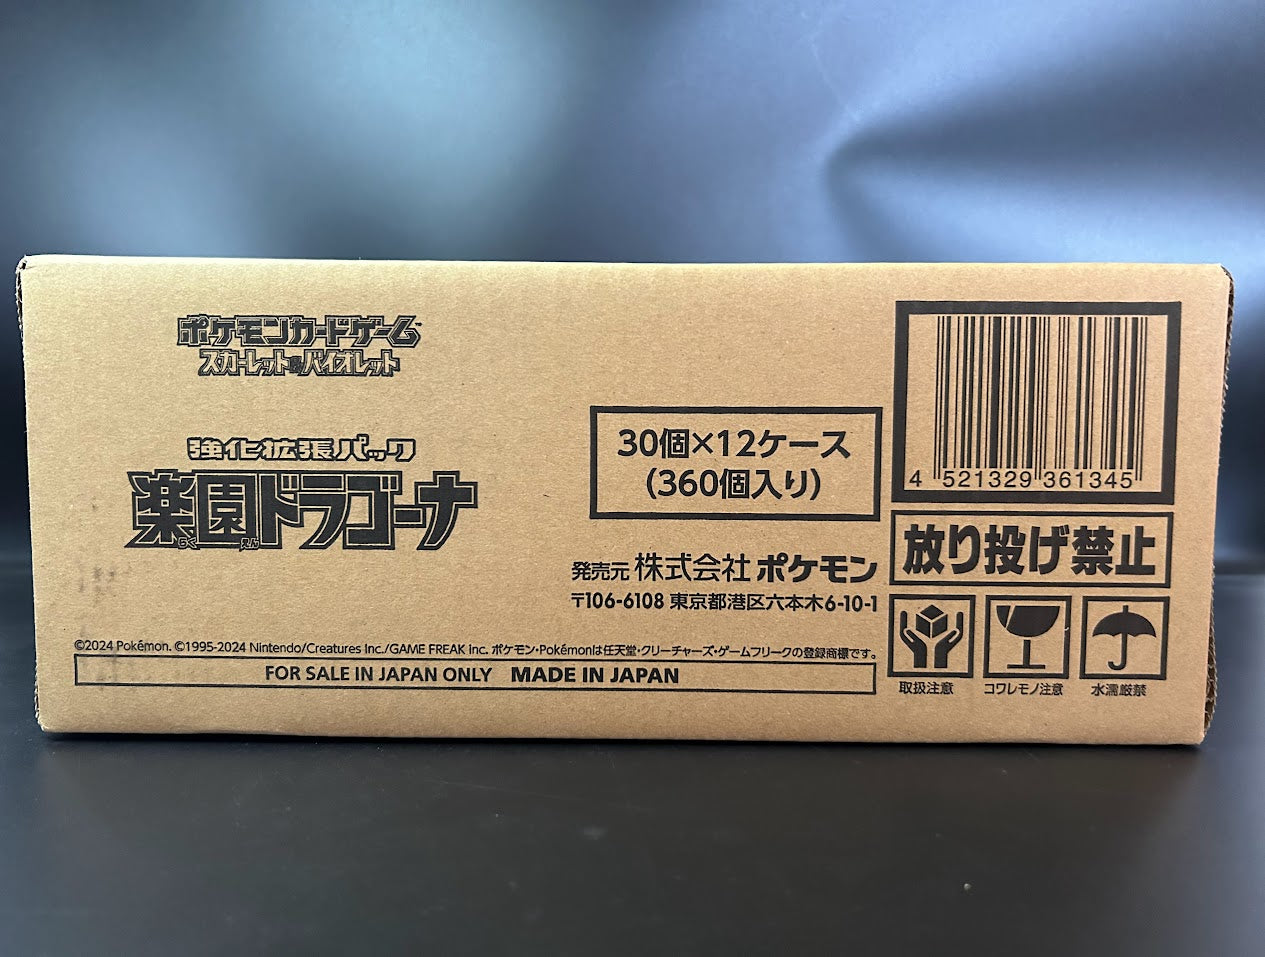 ポケモンカードゲーム
スカーレット&バイオレット
強化拡張パック
楽園ドラゴーナ
らく えん
30個×12ケース
(360個入り)
発売元 株式会社 ポケモン
〒106-6108 東京都港区六本木6-10-1
©2024 Pokémon. ©1995-2024 Nintendo/Creatures Inc./GAME FREAK inc. ポケモン・Pokémonは任天堂・クリーチャーズ・ゲームフリークの登録商標です。
FOR SALE IN JAPAN ONLY MADE IN JAPAN
4 521329 361345
放り投げ禁止
取扱注意 コワレモノ注意 水濡厳禁